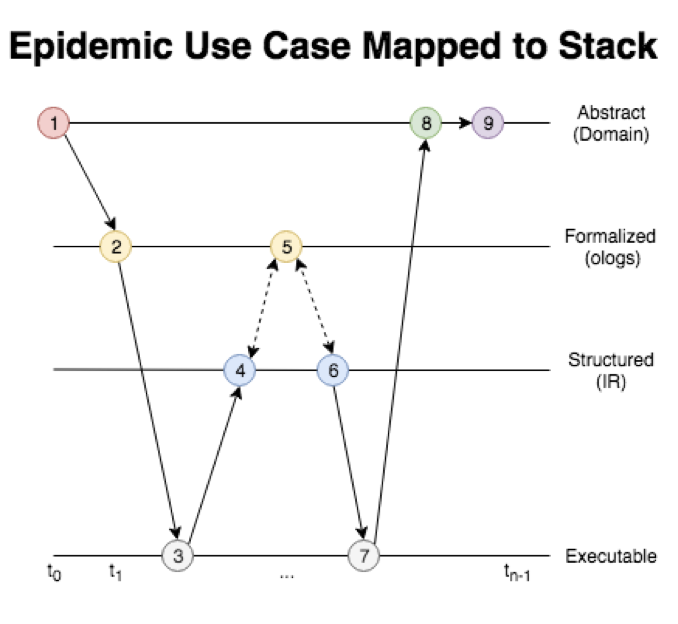 Epidemic Use Case Mapped to Stack
1
8
9
Abstract
(Domain)
2
5
Formalized
(ologs)
4
6
Structured
(IR)
3
7
Executable
t0
t1
...
tn-1